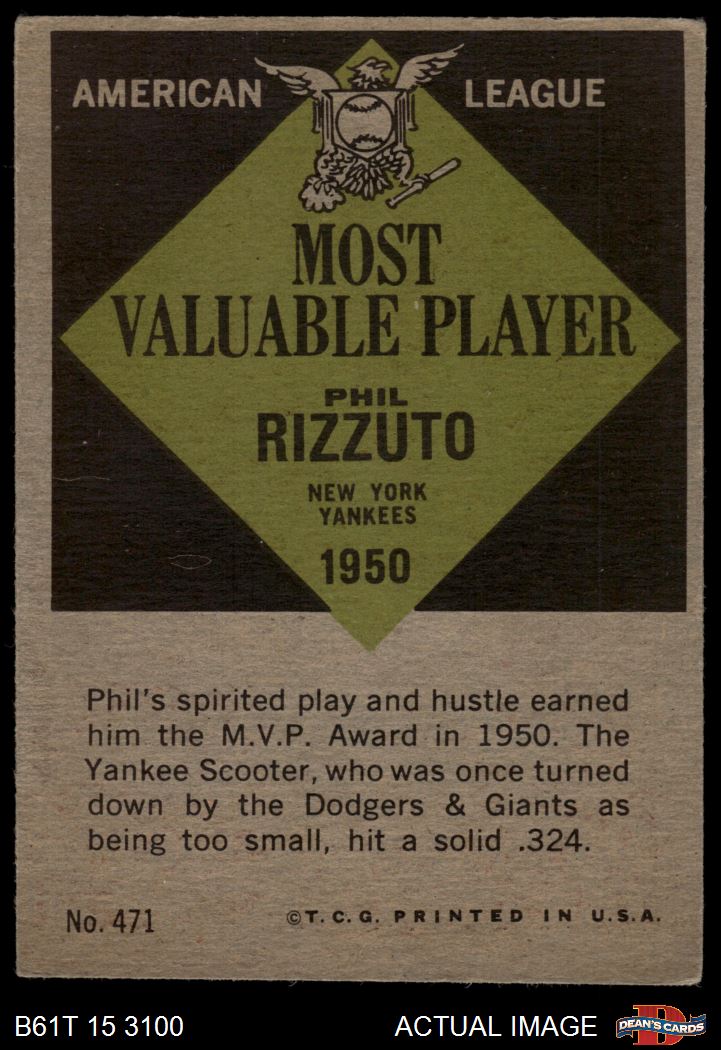 AMERICAN LEAGUE
MOST
VALUABLE PLAYER
PHIL
RIZZUTO
NEW YORK
YANKEES
1950
Phil's spirited play and hustle earned
him the M.V.P. Award in 1950. The
Yankee Scooter, who was once turned
down by the Dodgers & Giants as
being too small, hit a solid .324.
No. 471 ©T.C.G. PRINTED IN U.S.A.
B61T 15 3100 ACTUAL IMAGE DEAN'S CARDS